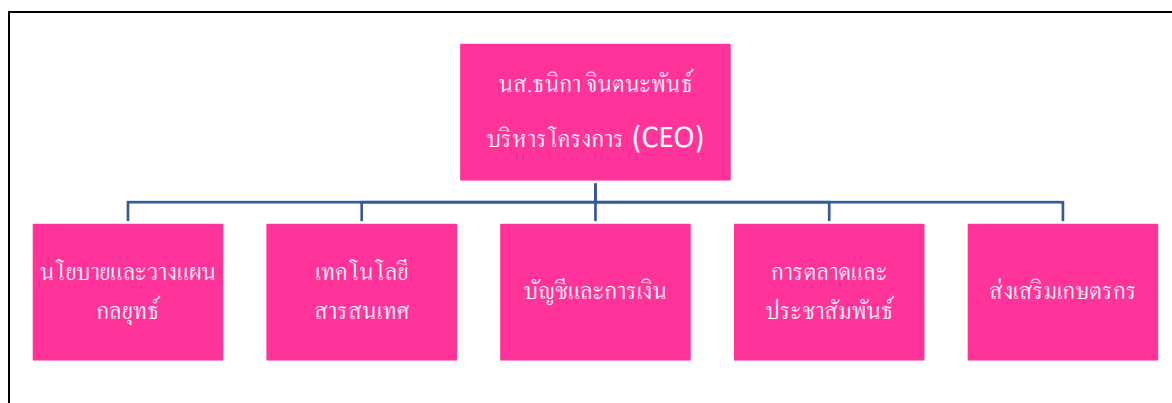 นส.ธนิกา จินตนะพันธ์
บริหารโครงการ (CEO)
นโยบายและวางแผน
กลยุทธ์
เทคโนโลยี
สารสนเทศ
บัญชีและการเงิน
การตลาดและ
ประชาสัมพันธ์
ส่งเสริมเกษตรกร